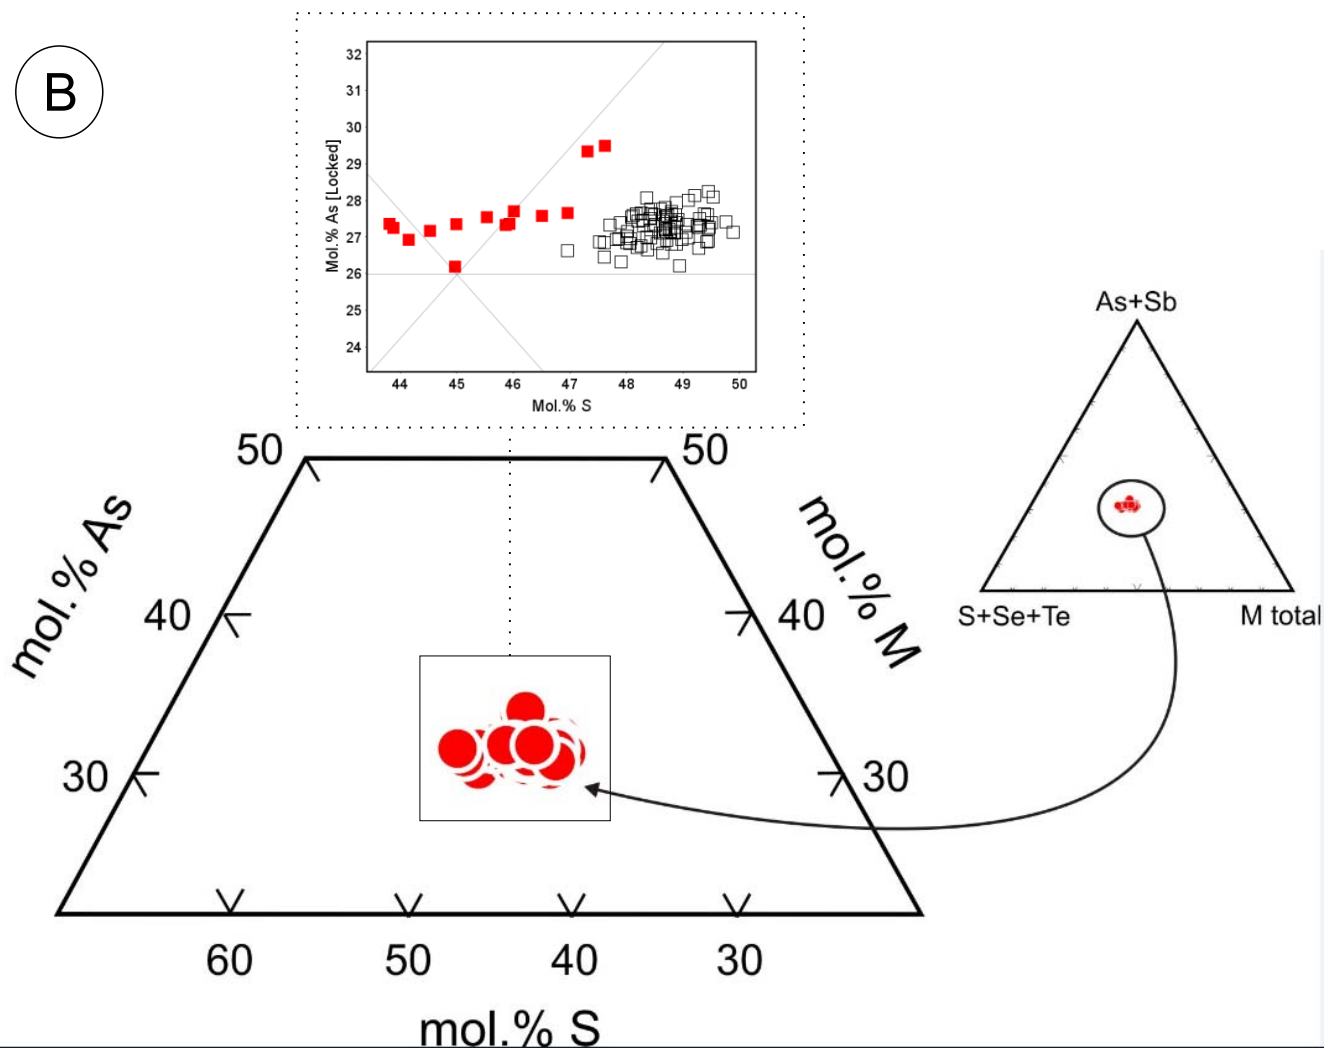 B
32
31
30
29
28
27
26
25
24
Mol.% As [Locked]
44 45 46 47 48 49 50
Mol.% S
As+Sb
S+Se+Te
M total
50
50
mol.% As
mol.% M
40
40
30
30
60 50 40 30
mol.% S